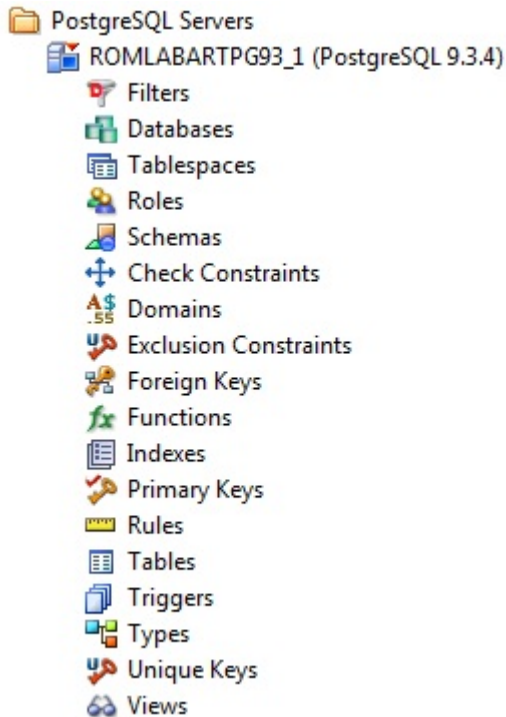 PostgreSQL Servers
ROMLABARTPG93_1 (PostgreSQL 9.3.4)
Filters
Databases
Tablespaces
Roles
Schemas
Check Constraints
Domains
Exclusion Constraints
Foreign Keys
Functions
Indexes
Primary Keys
Rules
Tables
Triggers
Types
Unique Keys
Views